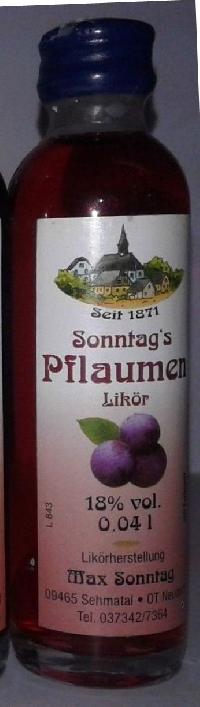 Seit 1871
Sonntag's
Pflaumen
Likör
18% vol.
0.04 l
L 843
Likörherstellung
Max Sonntag
09465 Sehmatal • OT
Tel. 037342/7364